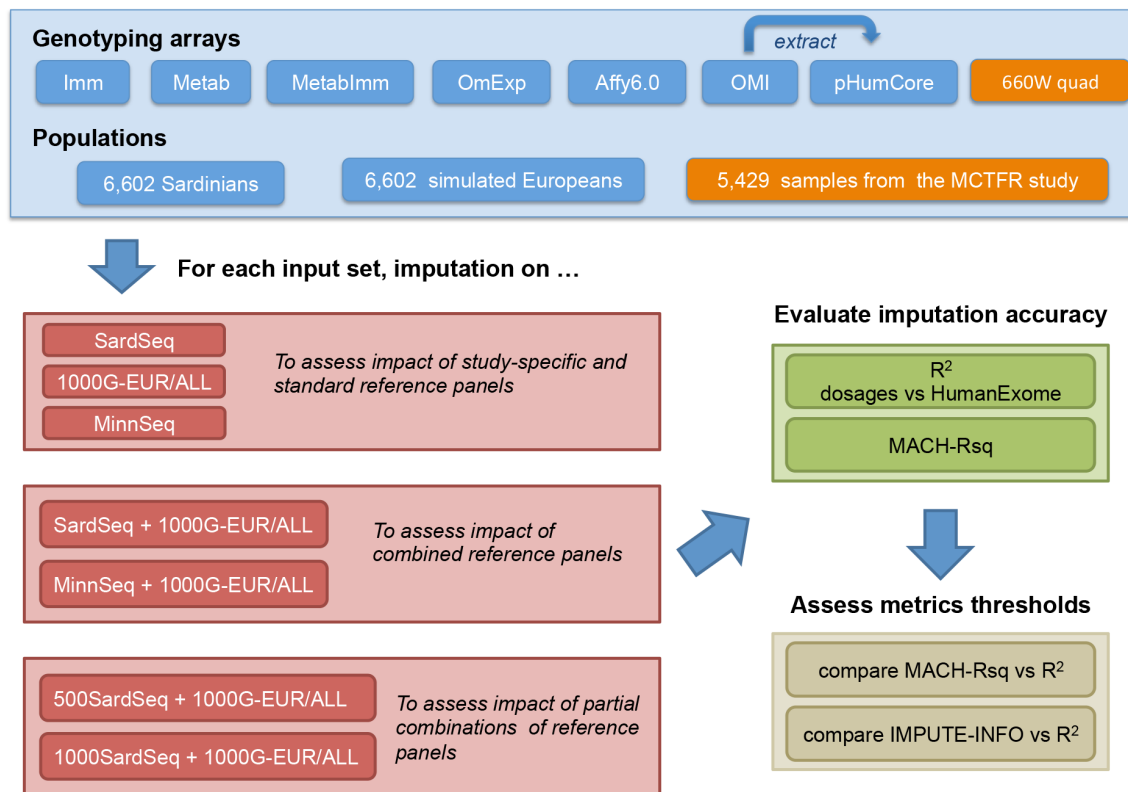 Genotyping arrays
extract
Imm
Metab
MetabImm
OmExp
Affy6.0
OMI
pHumCore
660W quad
Populations
6,602 Sardinians
6,602 simulated Europeans
5,429 samples from the MCTFR study
For each input set, imputation on …
SardSeq
1000G-EUR/ALL
MinnSeq
To assess impact of study-specific and
standard reference panels
SardSeq + 1000G-EUR/ALL
MinnSeq + 1000G-EUR/ALL
To assess impact of
combined reference panels
500SardSeq + 1000G-EUR/ALL
1000SardSeq + 1000G-EUR/ALL
To assess impact of partial
combinations of reference
panels
Evaluate imputation accuracy
R²
dosages vs HumanExome
MACH-Rsq
Assess metrics thresholds
compare MACH-Rsq vs R²
compare IMPUTE-INFO vs R²